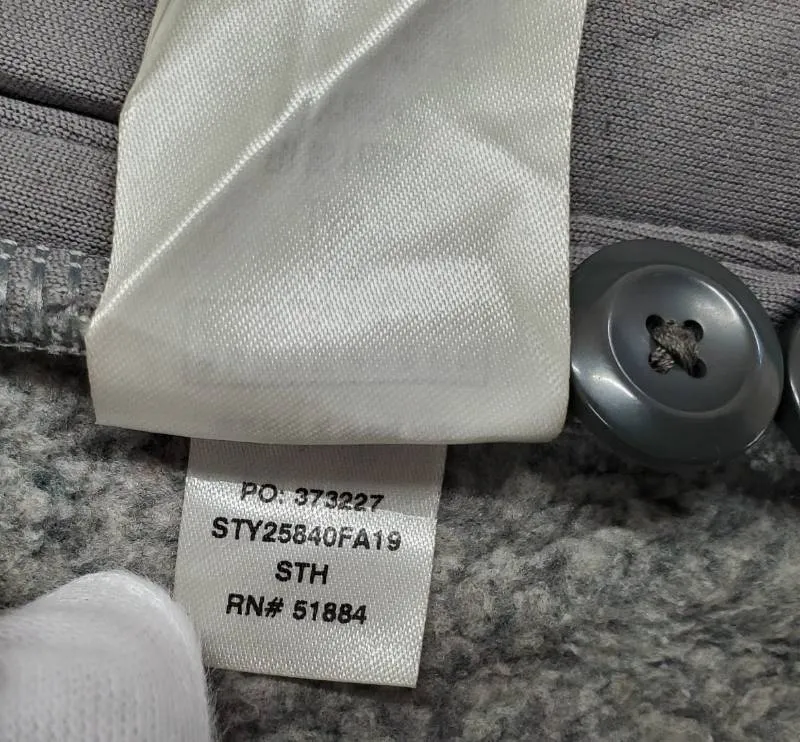 PO: 373227
STY25840FA19
STH
RN# 51884